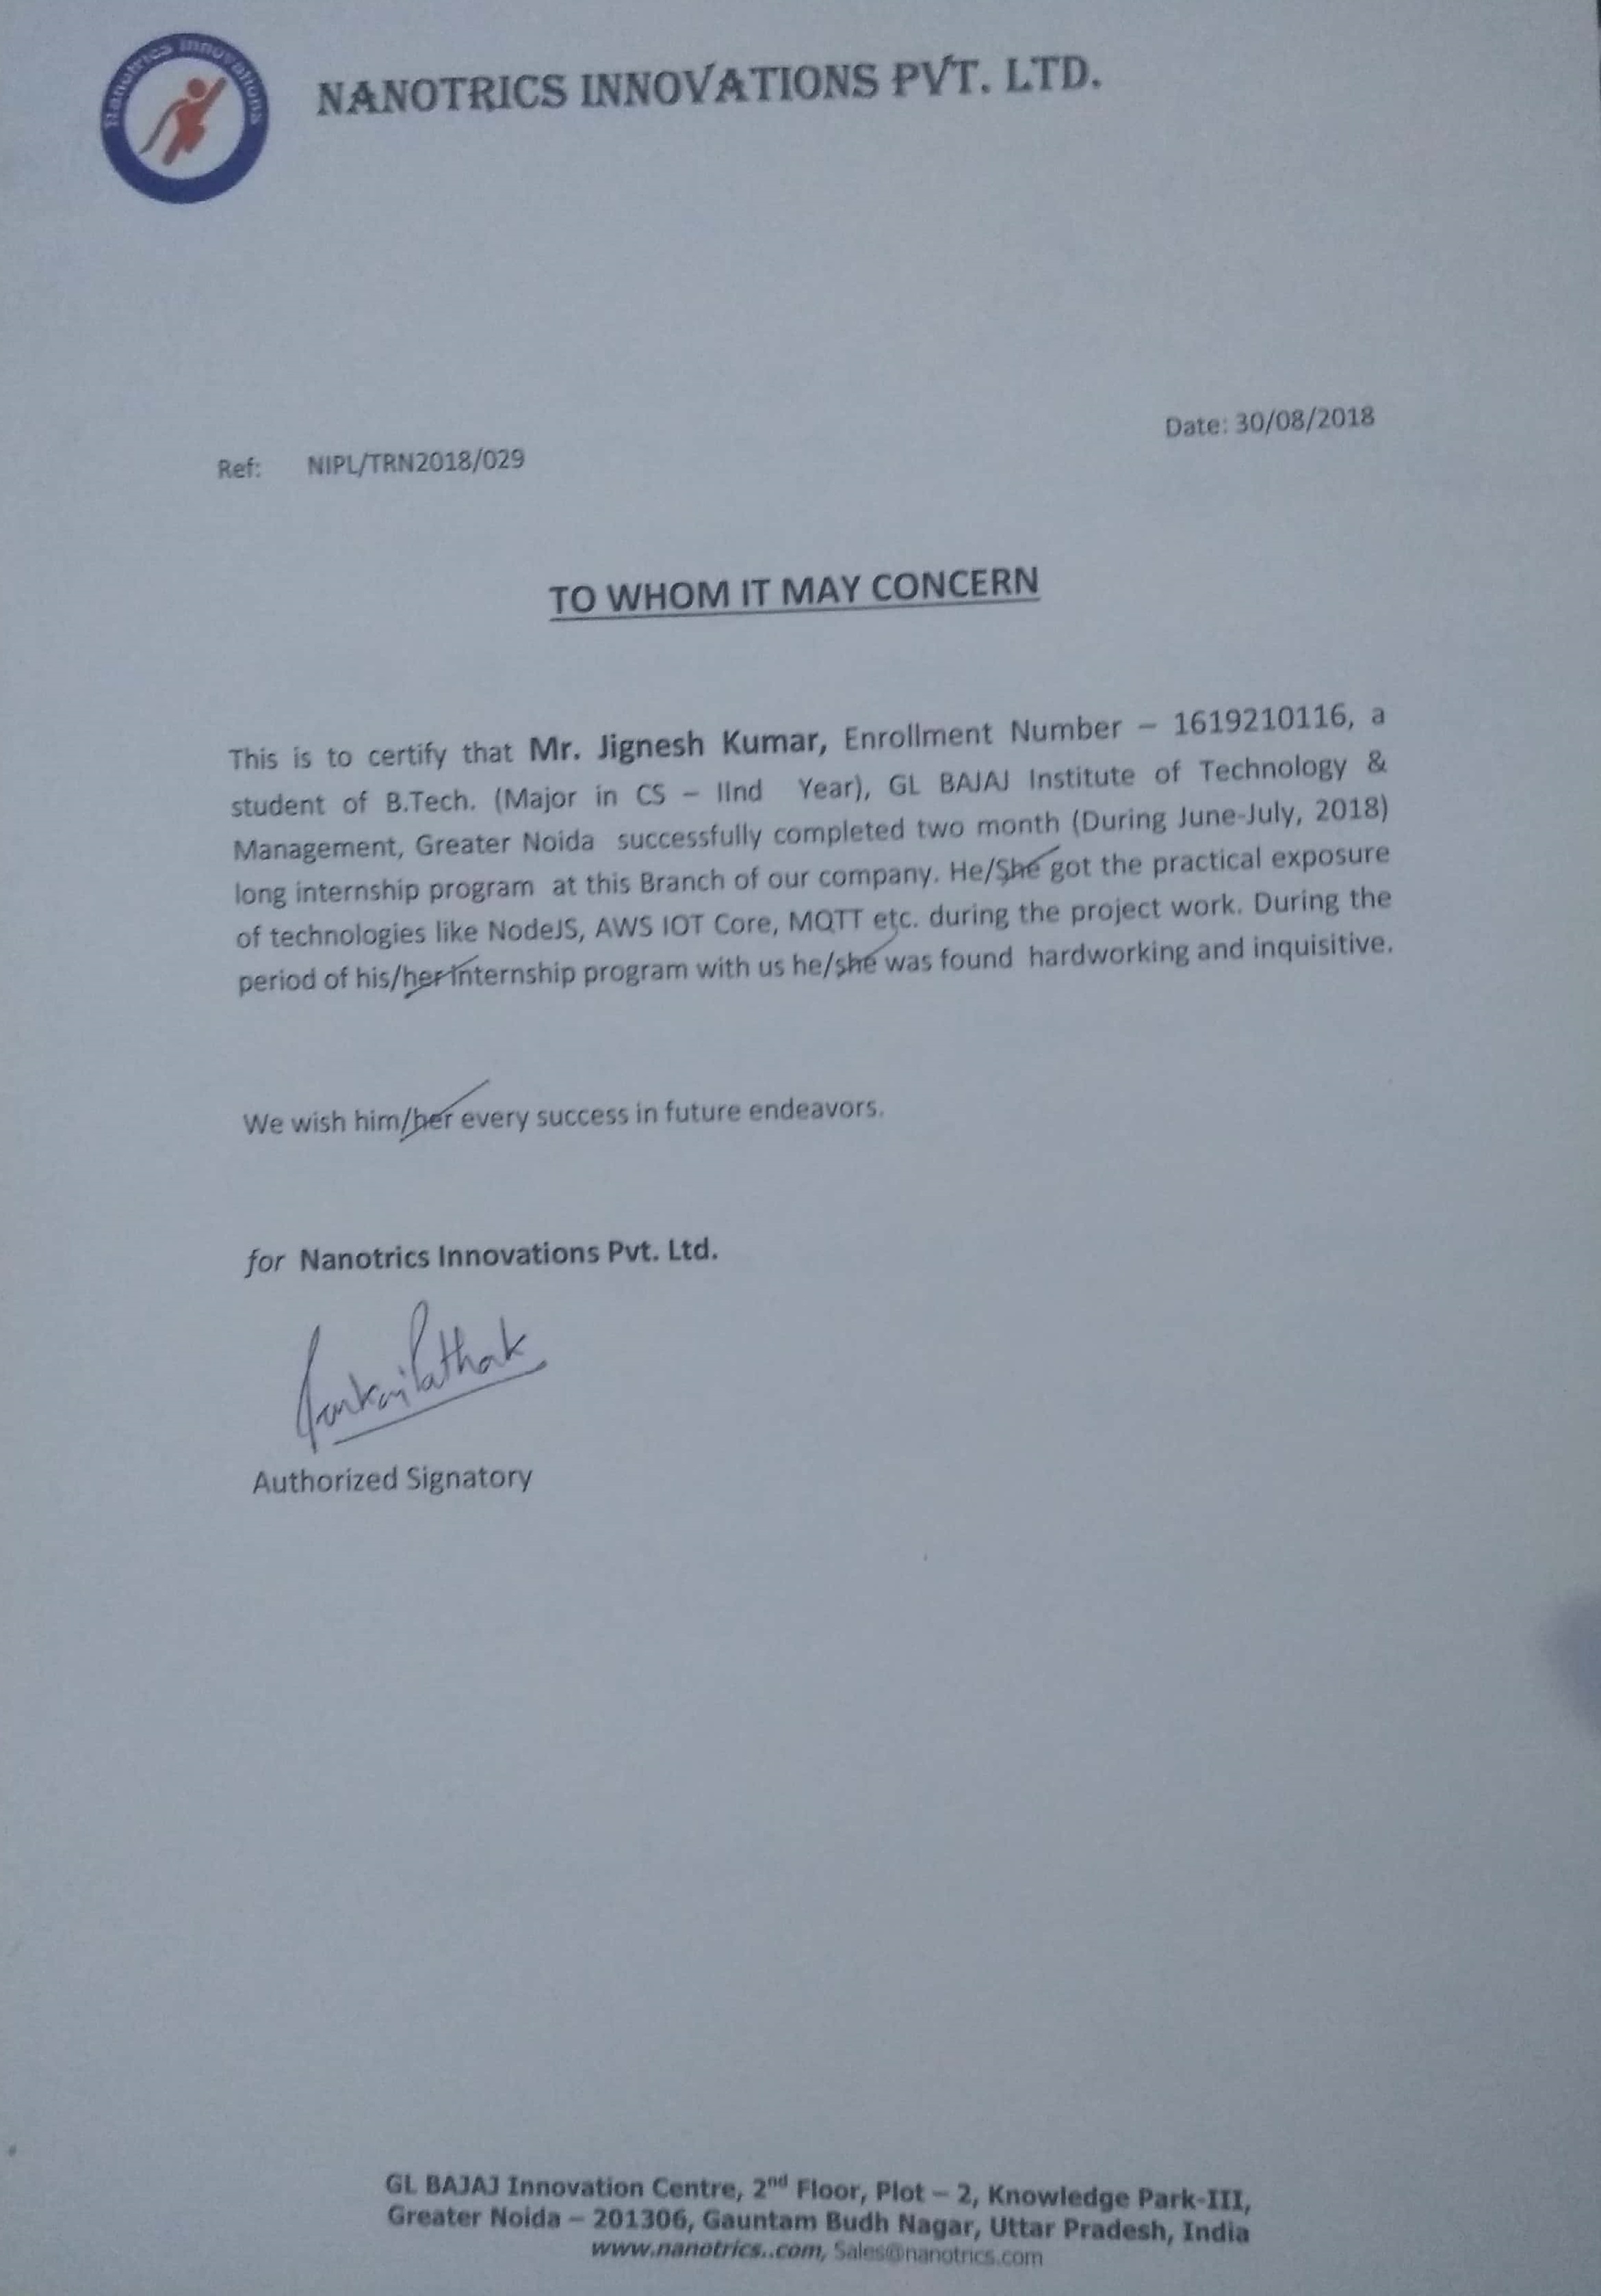 Nanotrics Innovations
NANOTRICS INNOVATIONS PVT. LTD.
Date: 30/08/2018
Ref: NIPL/TRN2018/029
TO WHOM IT MAY CONCERN
This is to certify that Mr. Jignesh Kumar, Enrollment Number – 1619210116, a
student of B.Tech. (Major in CS – IInd Year), GL BAJAJ Institute of Technology &
Management, Greater Noida successfully completed two month (During June-July, 2018)
long internship program at this Branch of our company. He/She got the practical exposure
of technologies like NodeJS, AWS IOT Core, MQTT etc. during the project work. During the
period of his/her internship program with us he/she was found hardworking and inquisitive.
We wish him/her every success in future endeavors.
for Nanotrics Innovations Pvt. Ltd.
Pankaj Pathak
Authorized Signatory
GL BAJAJ Innovation Centre, 2nd Floor, Plot – 2, Knowledge Park-III,
Greater Noida – 201306, Gauntam Budh Nagar, Uttar Pradesh, India
www.nanotrics..com, Sales@nanotrics.com